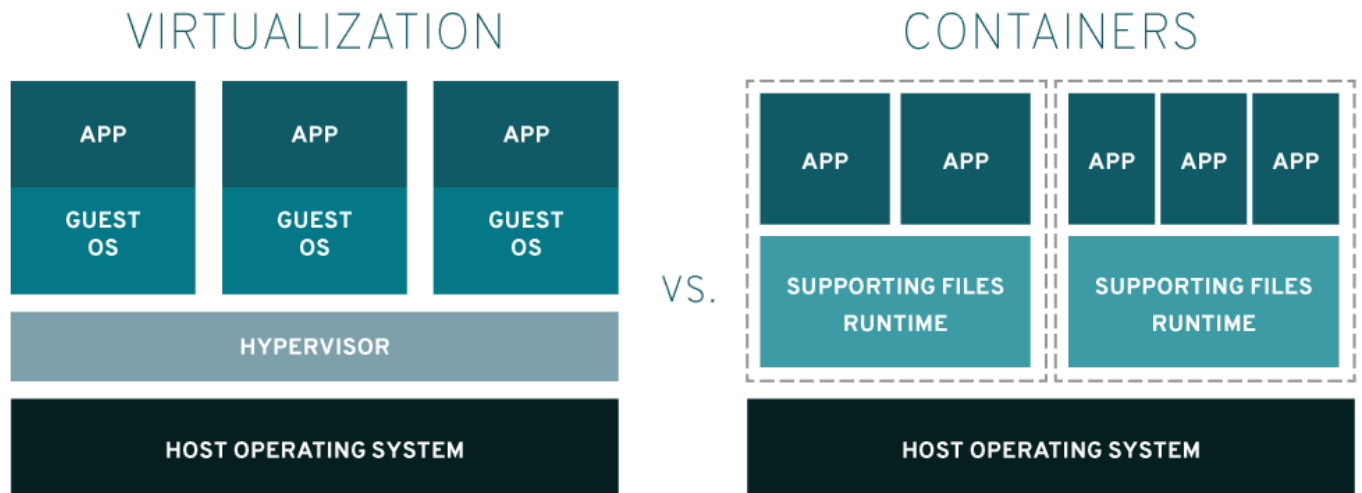 VIRTUALIZATION
APP
APP
APP
GUEST
OS
GUEST
OS
GUEST
OS
HYPERVISOR
HOST OPERATING SYSTEM
VS.
CONTAINERS
APP
APP
APP
APP
APP
SUPPORTING FILES
RUNTIME
SUPPORTING FILES
RUNTIME
HOST OPERATING SYSTEM